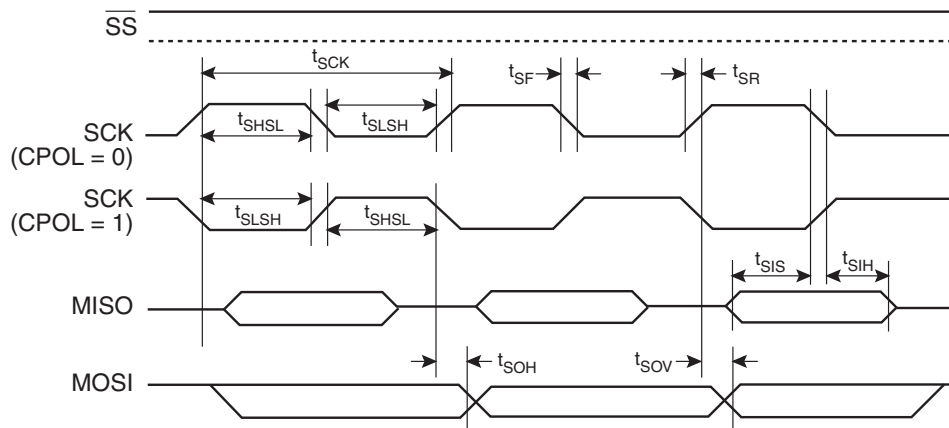 SS
tSCK
tSF
tSR
tSHSL
tSLSH
SCK
(CPOL = 0)
SCK
(CPOL = 1)
tSLSH
tSHSL
tSIS
tSIH
MISO
tSOH
tSOV
MOSI